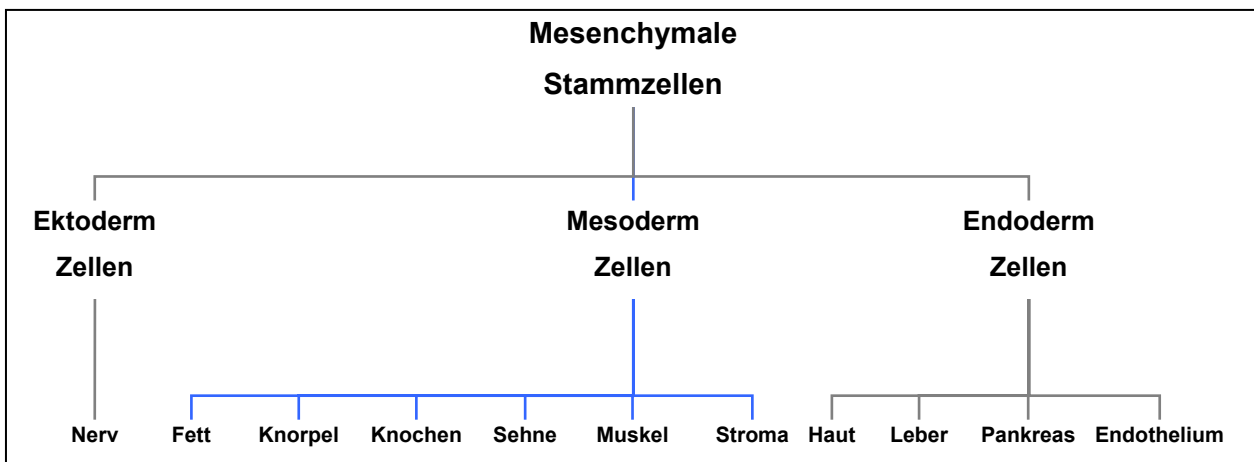 Mesenchymale
Stammzellen
Ektoderm
Zellen
Mesoderm
Zellen
Endoderm
Zellen
Nerv
Fett
Knorpel
Knochen
Sehne
Muskel
Stroma
Haut
Leber
Pankreas
Endothelium